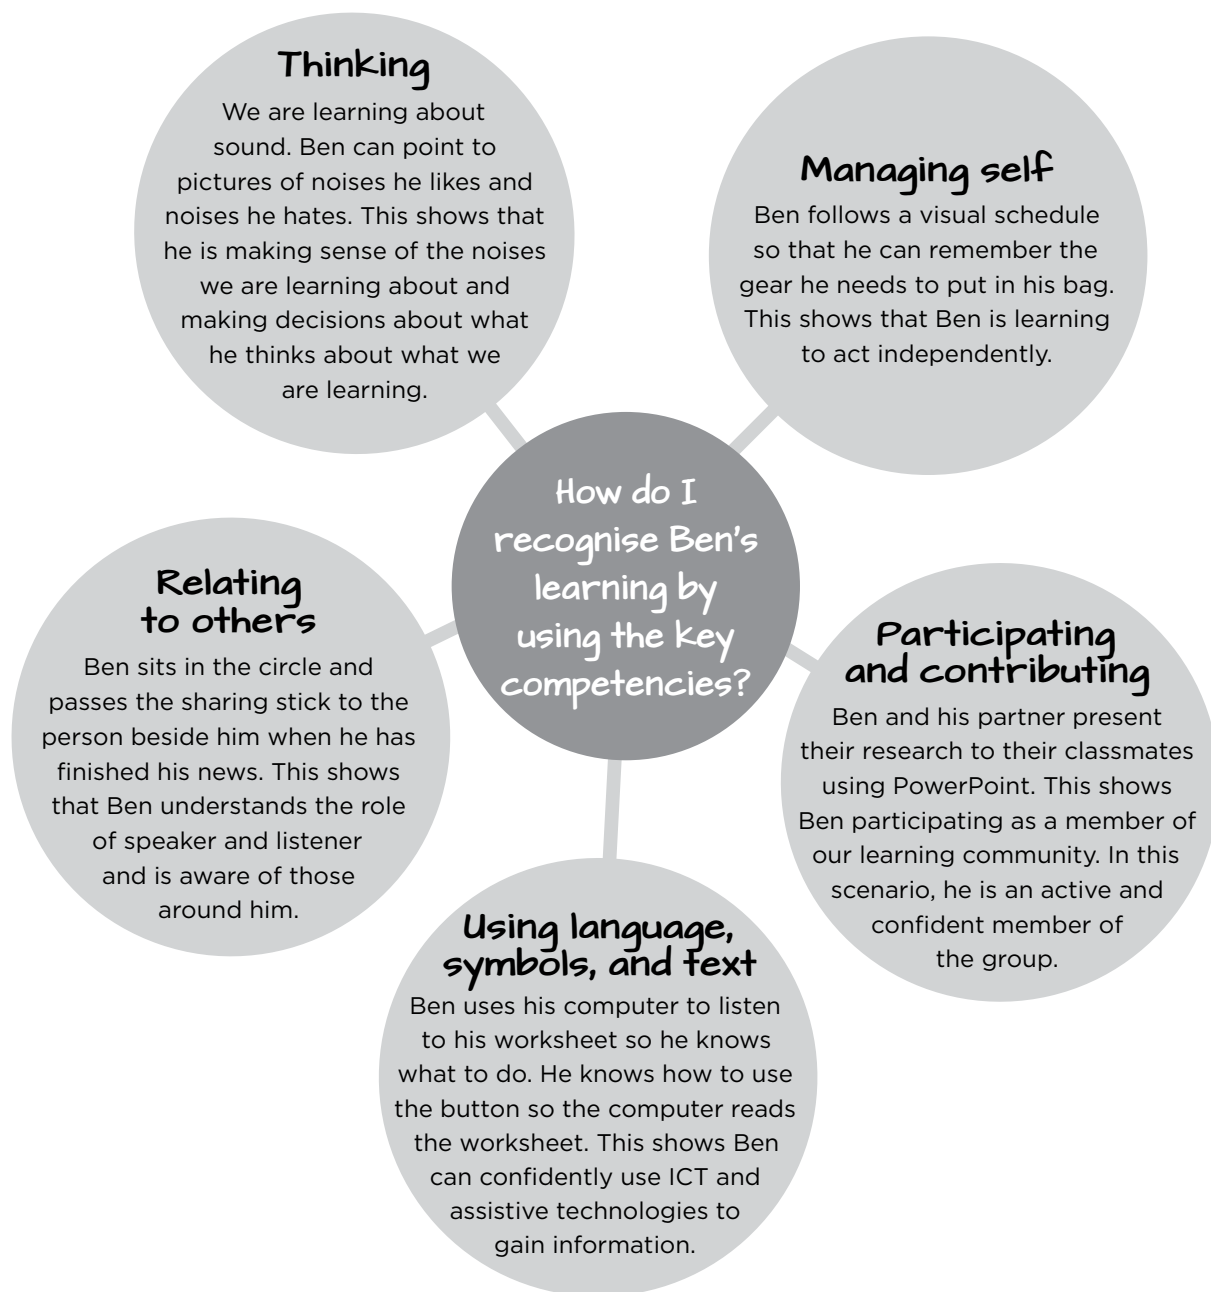 Thinking
We are learning about
sound. Ben can point to
pictures of noises he likes and
noises he hates. This shows that
he is making sense of the noises
we are learning about and
making decisions about what
he thinks about what we
are learning.
Managing self
Ben follows a visual schedule
so that he can remember the
gear he needs to put in his bag.
This shows that Ben is learning
to act independently.
How do I
recognise Ben's
learning by
using the key
competencies?
Relating
to others
Ben sits in the circle and
passes the sharing stick to the
person beside him when he has
finished his news. This shows
that Ben understands the role
of speaker and listener
and is aware of those
around him.
Participating
and contributing
Ben and his partner present
their research to their classmates
using PowerPoint. This shows
Ben participating as a member of
our learning community. In this
scenario, he is an active and
confident member of
the group.
Using language,
symbols, and text
Ben uses his computer to listen
to his worksheet so he knows
what to do. He knows how to use
the button so the computer reads
the worksheet. This shows Ben
can confidently use ICT and
assistive technologies to
gain information.